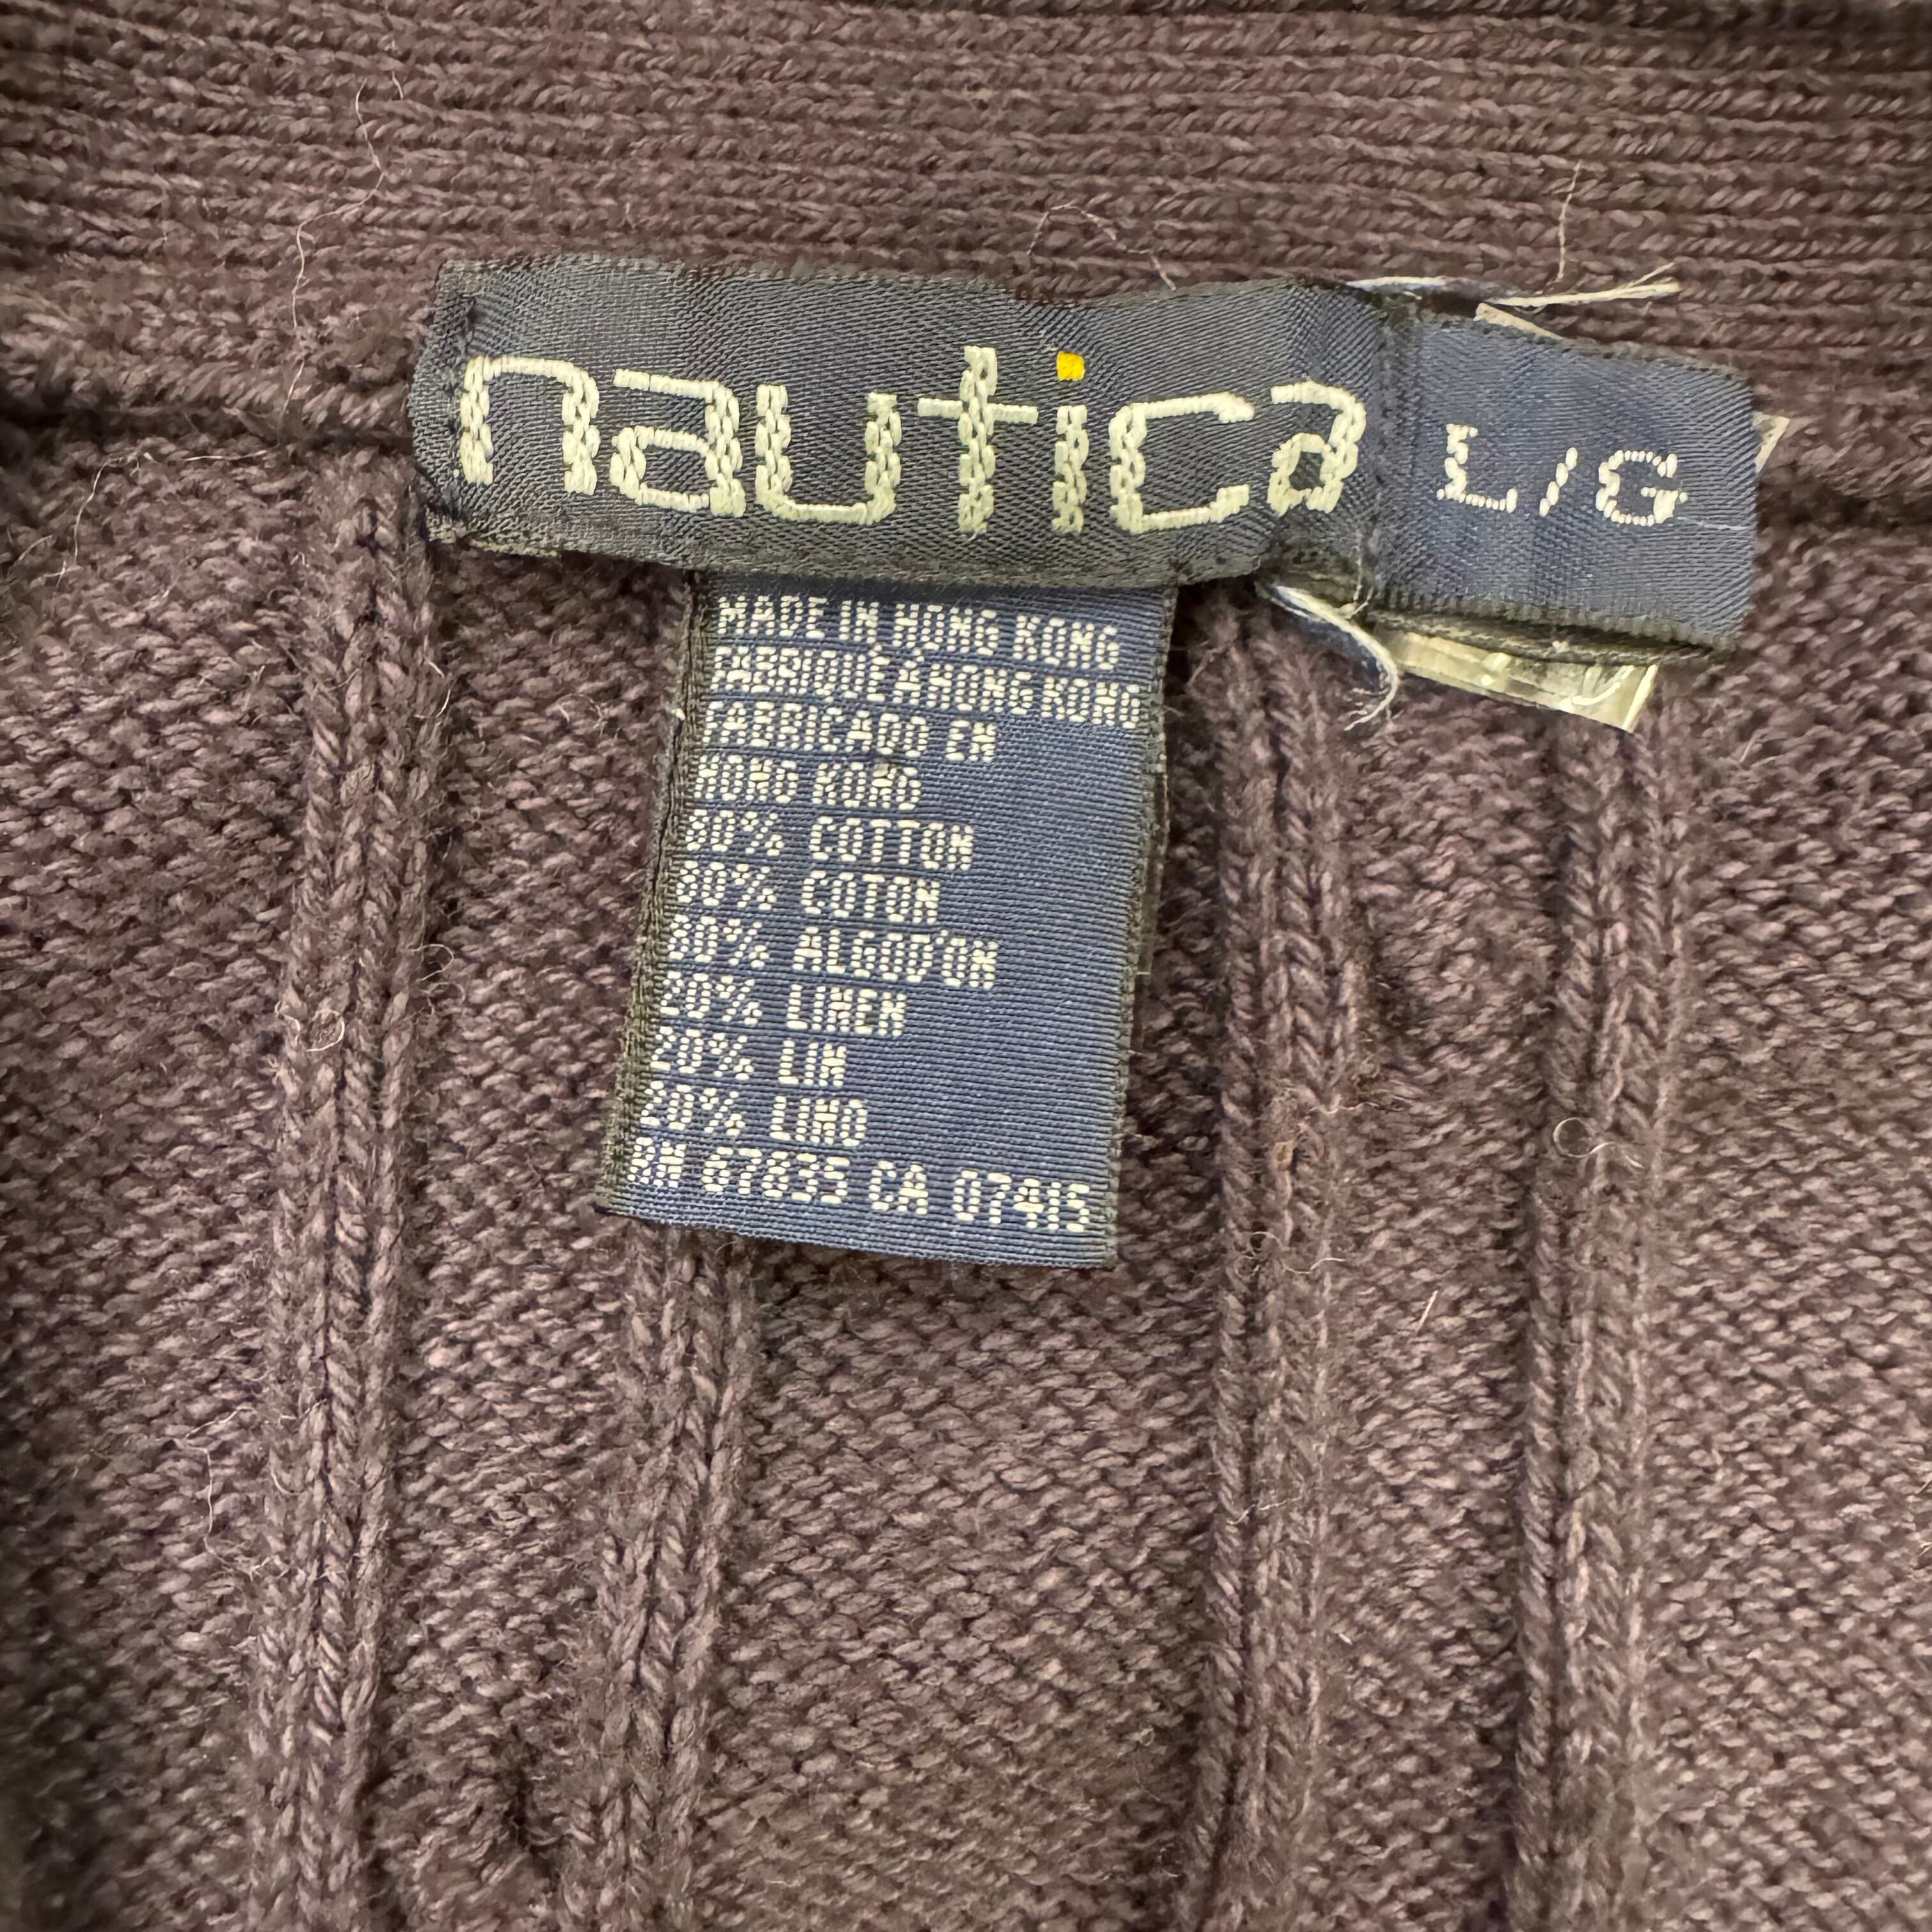 nautica
L/G
MADE IN HONG KONG
FABRIQUÉ À HONG KONG
FABRICADO EN
HONG KONG
80% COTTON
80% COTON
80% ALGOD'ON
20% LINEN
20% LIN
20% LINO
RN 67835 CA 07415